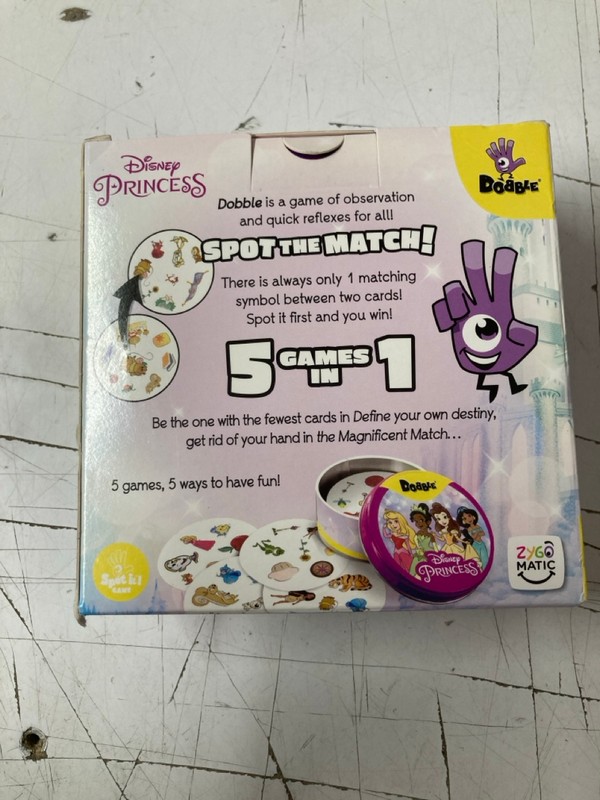 Disney
PRINCESS
DOBBLE
Dobble is a game of observation
and quick reflexes for all!
SPOT THE MATCH!
There is always only 1 matching
symbol between two cards!
Spot it first and you win!
5 GAMES IN 1
Be the one with the fewest cards in Define your own destiny,
get rid of your hand in the Magnificent Match...
5 games, 5 ways to have fun!
DOBBLE
Disney
PRINCESS
Spot it!
GAME
ZYGO
MATIC